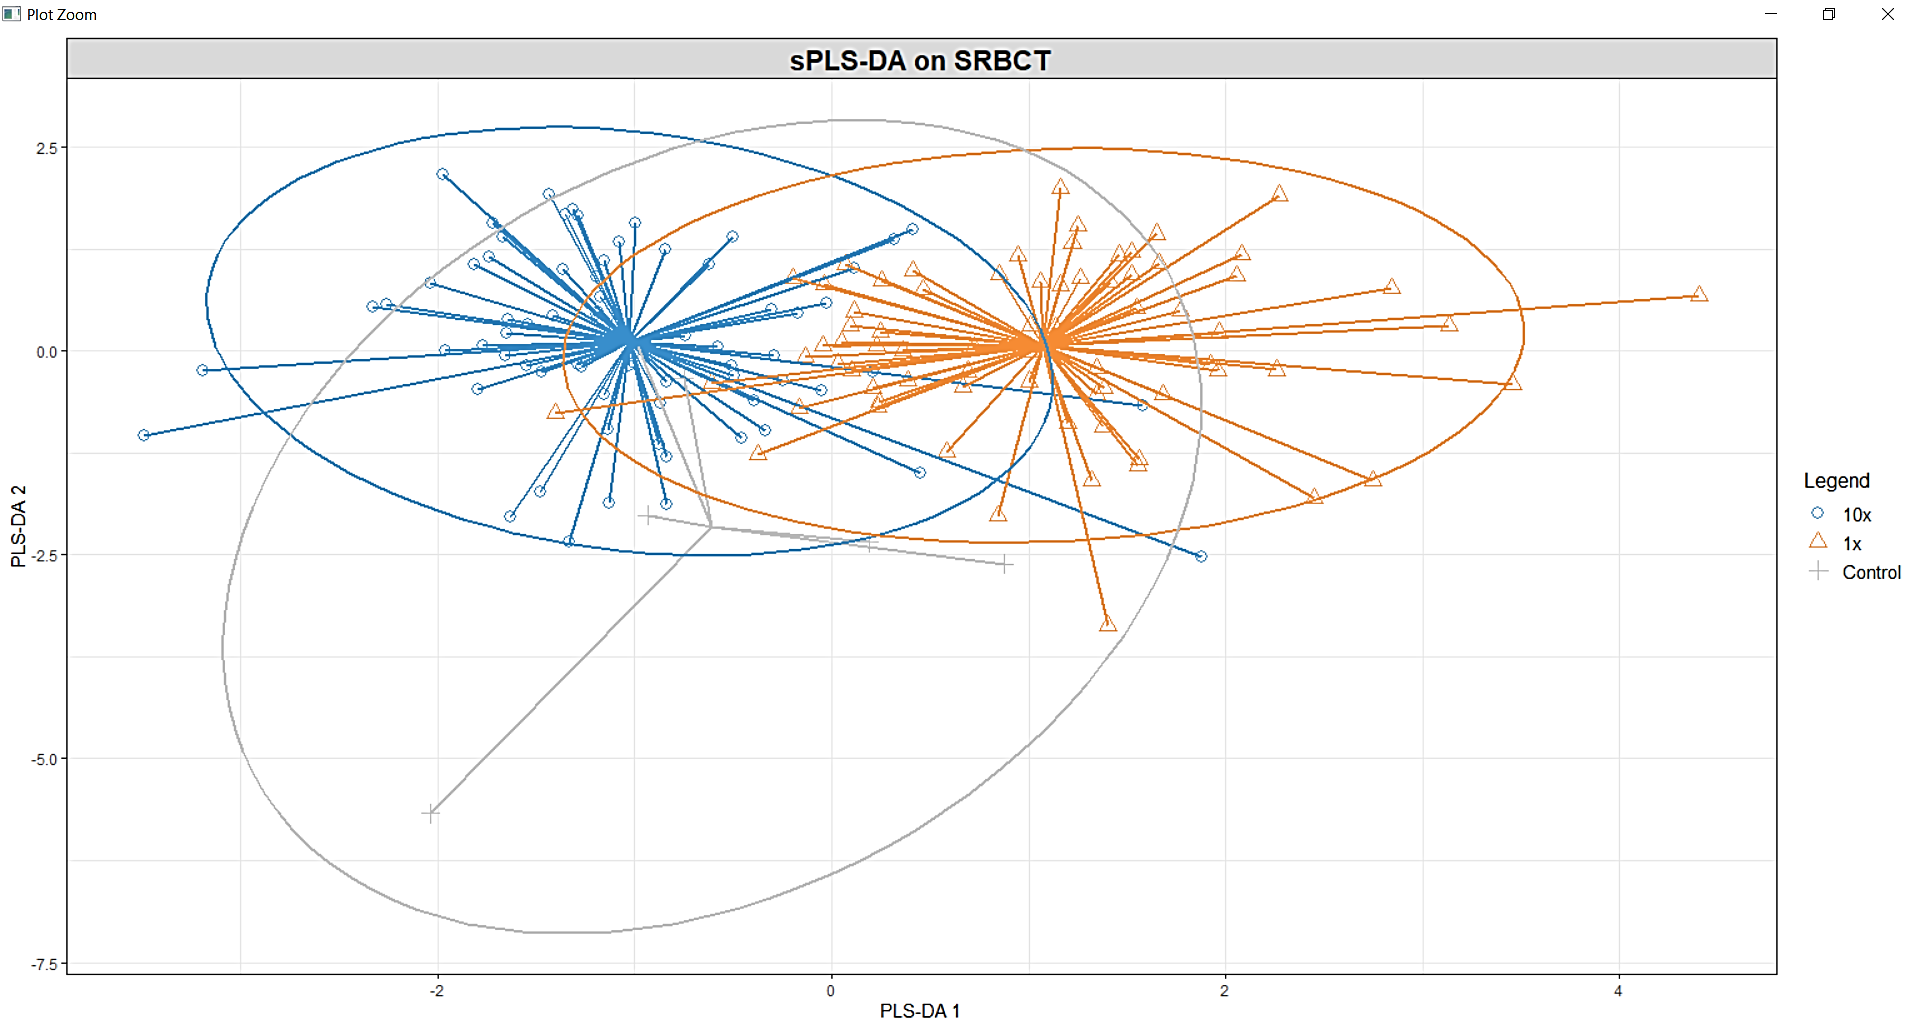 Plot Zoom
sPLS-DA on SRBCT
PLS-DA 2
2.5
0.0
-2.5
-5.0
-7.5
-2
0
2
4
PLS-DA 1
Legend
10x
1x
Control